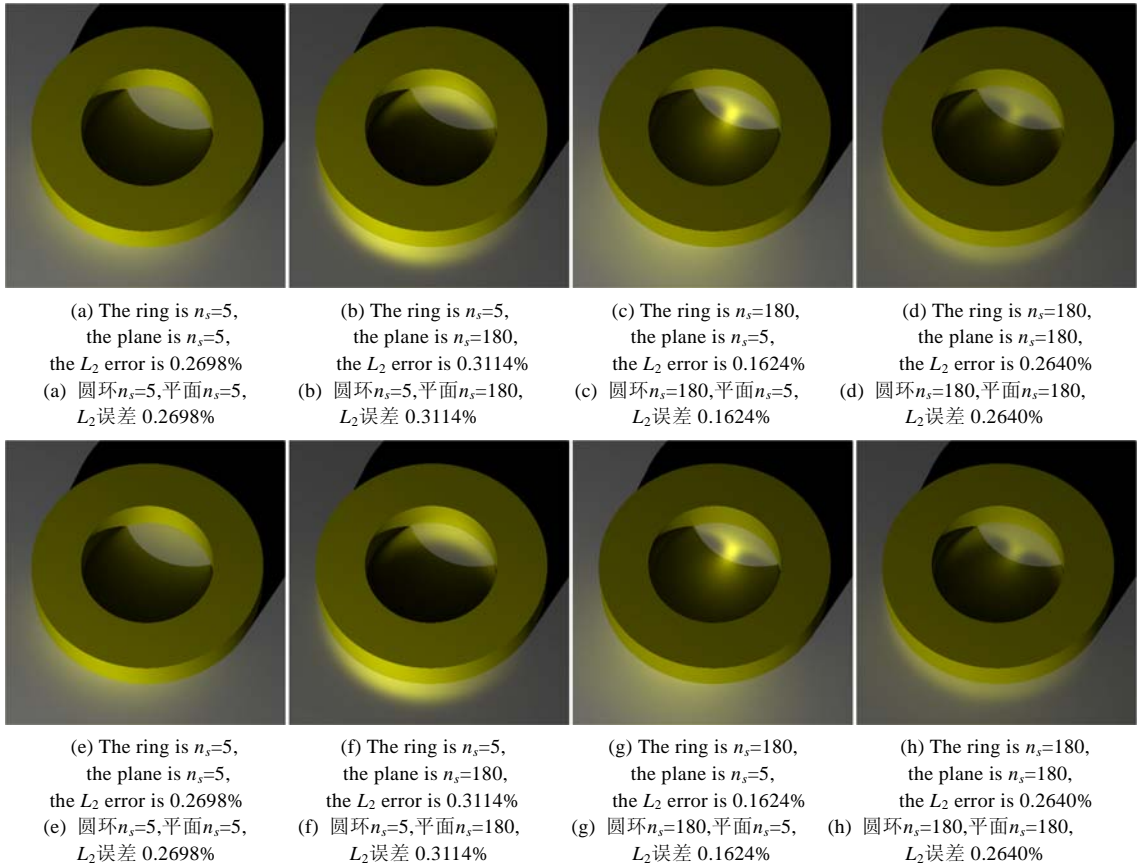 (a) The ring is nₛ=5,
the plane is nₛ=5,
the L₂ error is 0.2698%
(a) 圆环nₛ=5,平面nₛ=5,
L₂误差 0.2698%
(b) The ring is nₛ=5,
the plane is nₛ=180,
the L₂ error is 0.3114%
(b) 圆环nₛ=5,平面nₛ=180,
L₂误差 0.3114%
(c) The ring is nₛ=180,
the plane is nₛ=5,
the L₂ error is 0.1624%
(c) 圆环nₛ=180,平面nₛ=5,
L₂误差 0.1624%
(d) The ring is nₛ=180,
the plane is nₛ=180,
the L₂ error is 0.2640%
(d) 圆环nₛ=180,平面nₛ=180,
L₂误差 0.2640%
(e) The ring is nₛ=5,
the plane is nₛ=5,
the L₂ error is 0.2698%
(e) 圆环nₛ=5,平面nₛ=5,
L₂误差 0.2698%
(f) The ring is nₛ=5,
the plane is nₛ=180,
the L₂ error is 0.3114%
(f) 圆环nₛ=5,平面nₛ=180,
L₂误差 0.3114%
(g) The ring is nₛ=180,
the plane is nₛ=5,
the L₂ error is 0.1624%
(g) 圆环nₛ=180,平面nₛ=5,
L₂误差 0.1624%
(h) The ring is nₛ=180,
the plane is nₛ=180,
the L₂ error is 0.2640%
(h) 圆环nₛ=180,平面nₛ=180,
L₂误差 0.2640%